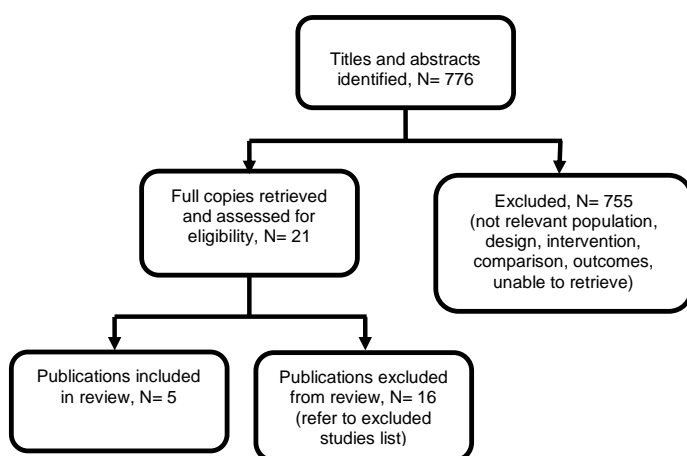 Titles and abstracts
identified, N= 776
Full copies retrieved
and assessed for
eligibility, N= 21
Excluded, N= 755
(not relevant population,
design, intervention,
comparison, outcomes,
unable to retrieve)
Publications included
in review, N= 5
Publications excluded
from review, N= 16
(refer to excluded
studies list)